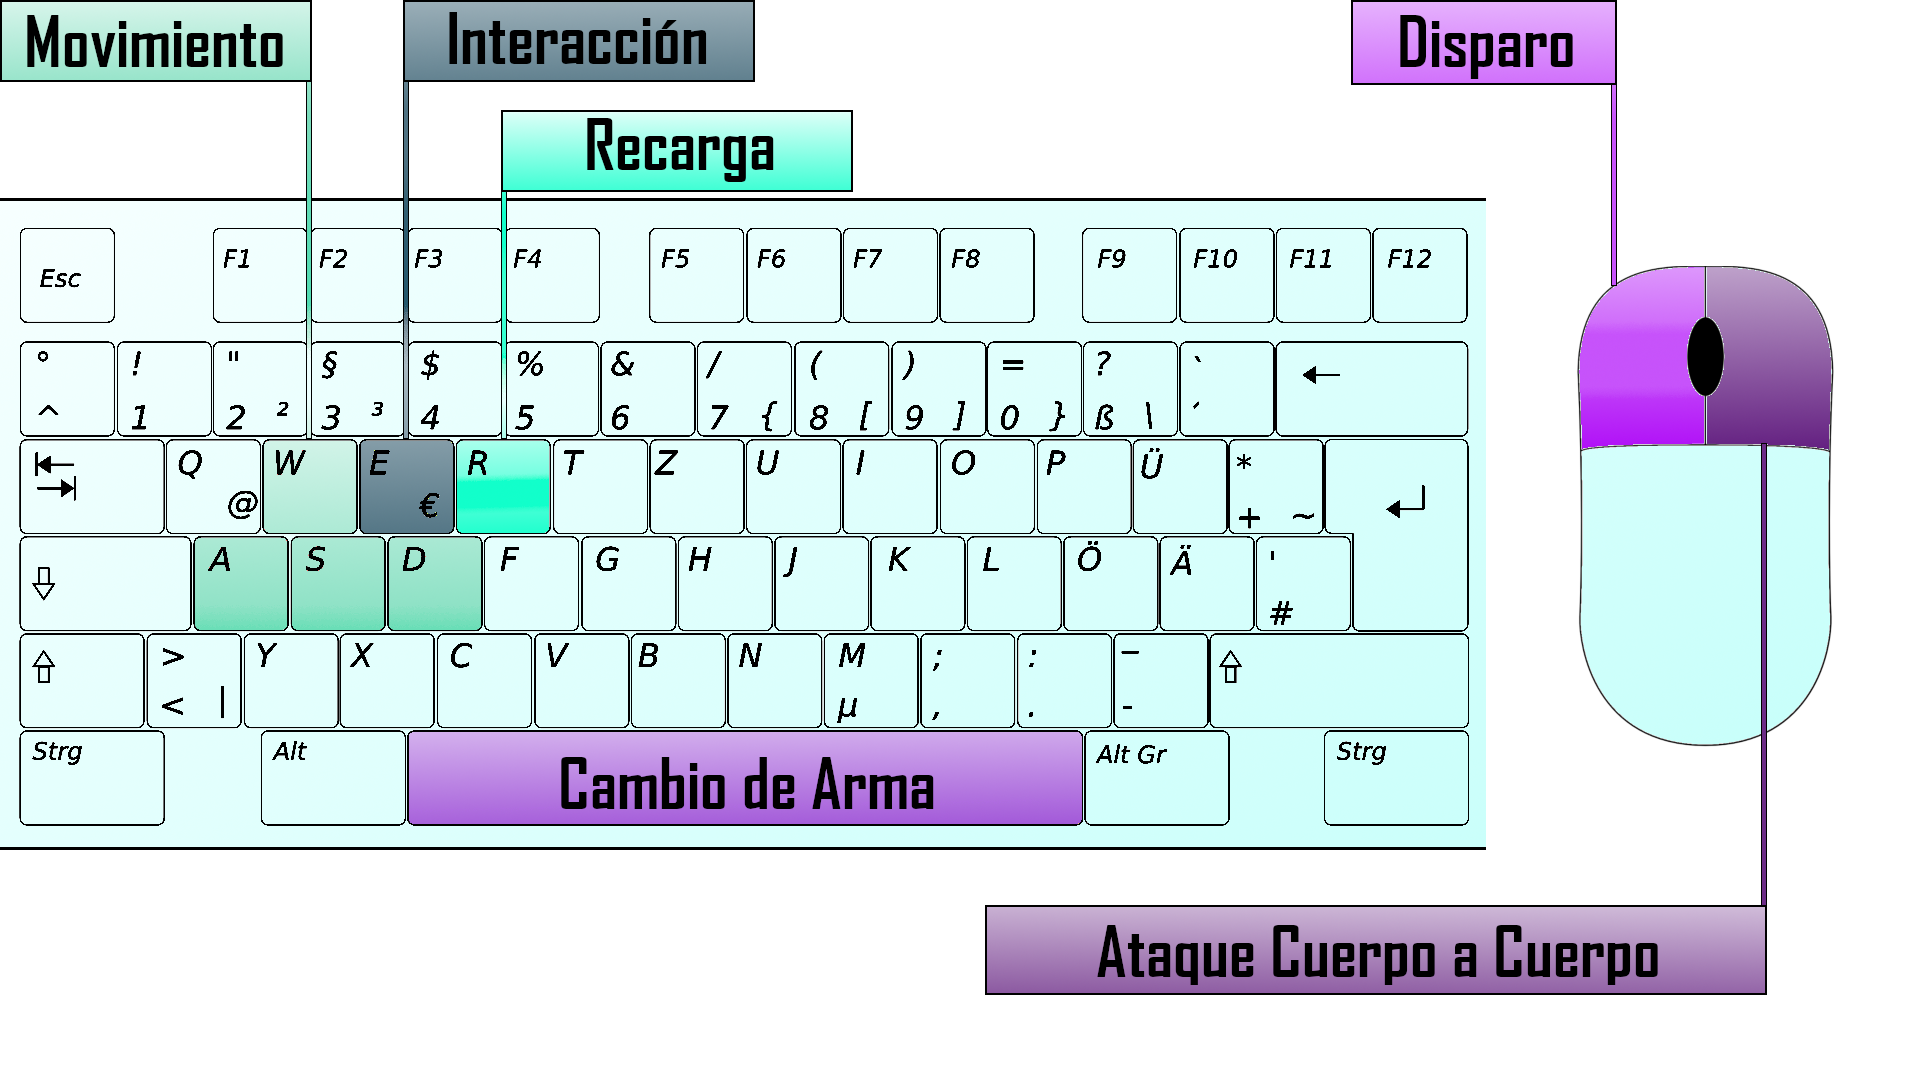 Movimiento
Interacción
Disparo
Recarga
Esc F1 F2 F3 F4 F5 F6 F7 F8 F9 F10 F11 F12
° ! " § $ % & / ( ) = ? `
^ 1 2 ² 3 ³ 4 5 6 7 { 8 [ 9 ] 0 } ß \ ´
Q W E R T Z U I O P Ü *
@ € + ~
A S D F G H J K L Ö Ä '
#
> Y X C V B N M ; : _
< | µ , . -
Strg Alt Cambio de Arma Alt Gr Strg
Ataque Cuerpo a Cuerpo